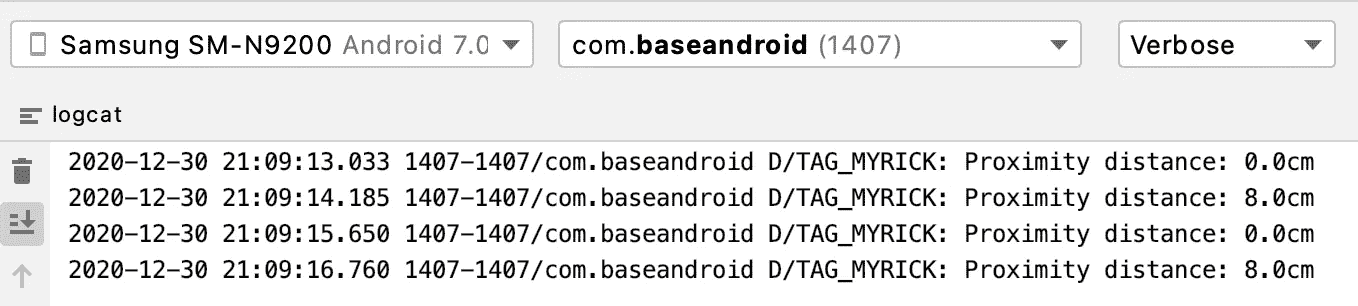 Samsung SM-N9200 Android 7.0 com.baseandroid (1407) Verbose
logcat
2020-12-30 21:09:13.033 1407-1407/com.baseandroid D/TAG_MYRICK: Proximity distance: 0.0cm
2020-12-30 21:09:14.185 1407-1407/com.baseandroid D/TAG_MYRICK: Proximity distance: 8.0cm
2020-12-30 21:09:15.650 1407-1407/com.baseandroid D/TAG_MYRICK: Proximity distance: 0.0cm
2020-12-30 21:09:16.760 1407-1407/com.baseandroid D/TAG_MYRICK: Proximity distance: 8.0cm